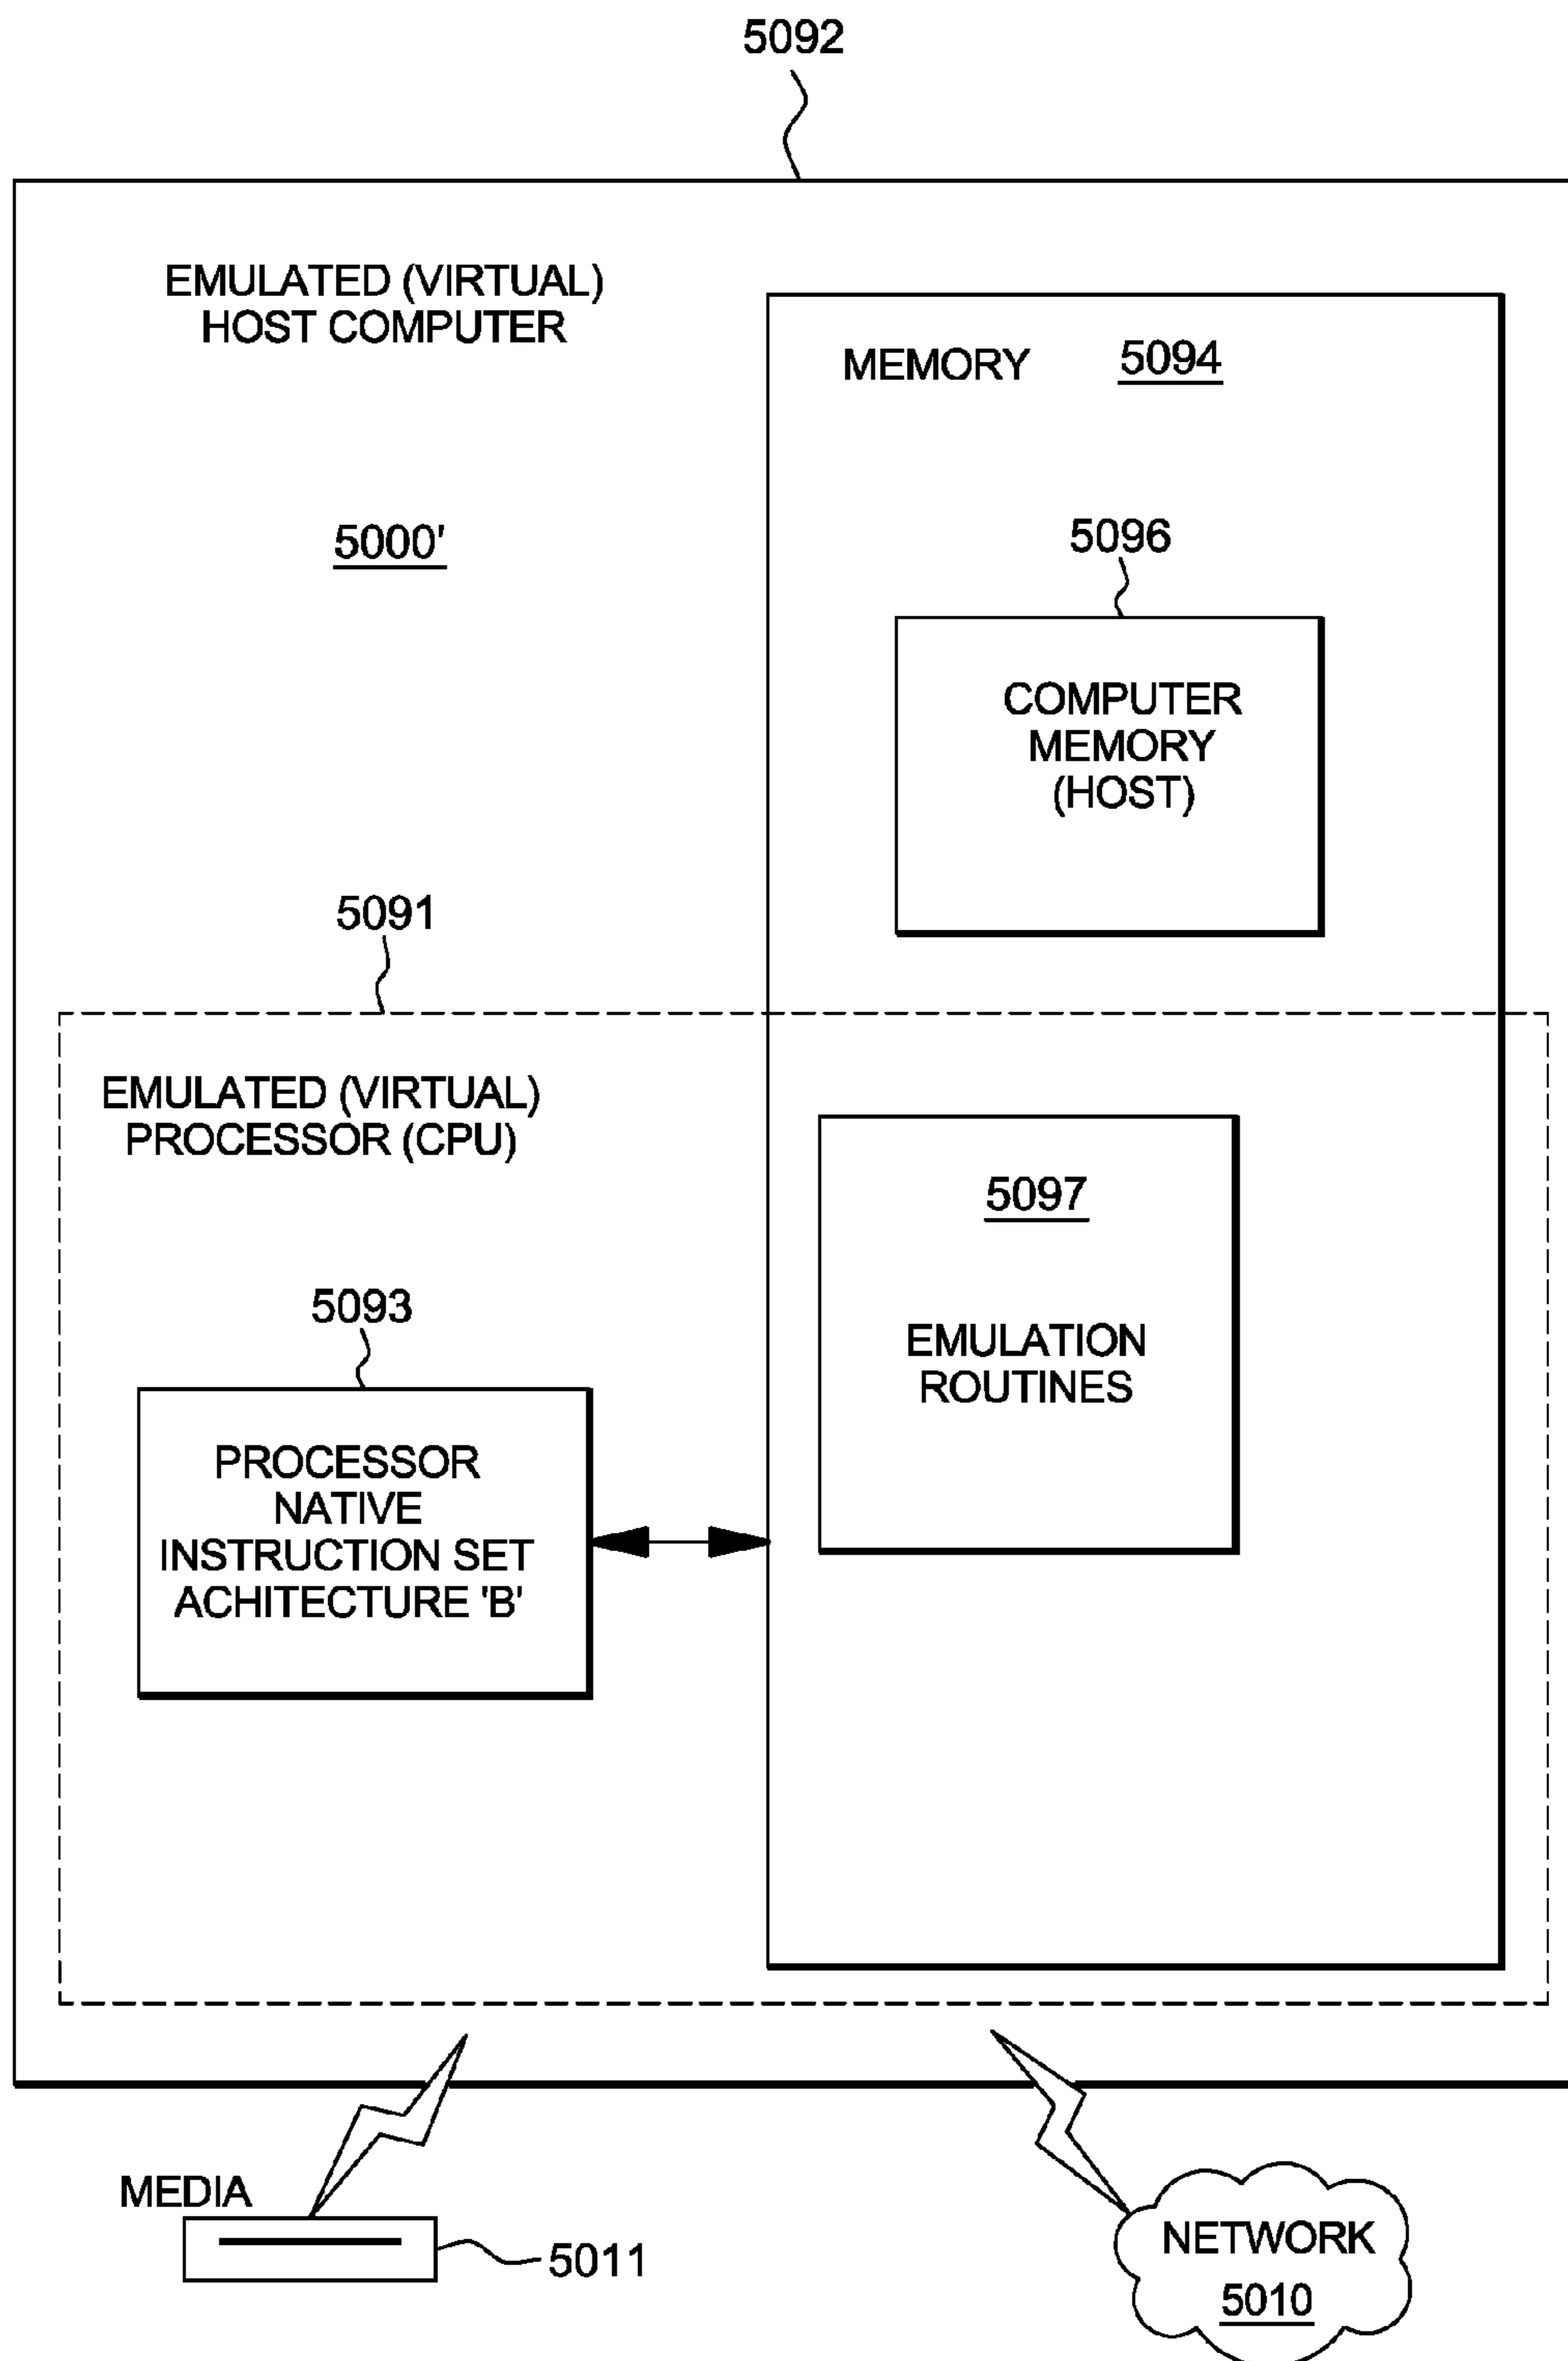 5092
EMULATED (VIRTUAL)
HOST COMPUTER
MEMORY 5094
5000'
5096
COMPUTER
MEMORY
(HOST)
5091
EMULATED (VIRTUAL)
PROCESSOR (CPU)
5097
EMULATION
ROUTINES
5093
PROCESSOR
NATIVE
INSTRUCTION SET
ACHITECTURE 'B'
MEDIA
5011
NETWORK
5010